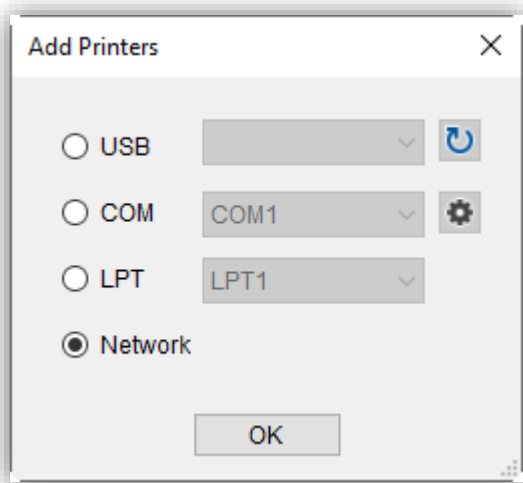 Add Printers
USB
COM COM1
LPT LPT1
Network
OK